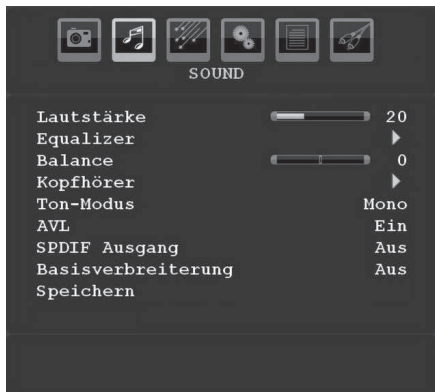 SOUND
Lautstärke 20
Equalizer
Balance 0
Kopfhörer
Ton-Modus Mono
AVL Ein
SPDIF Ausgang Aus
Basisverbreiterung Aus
Speichern